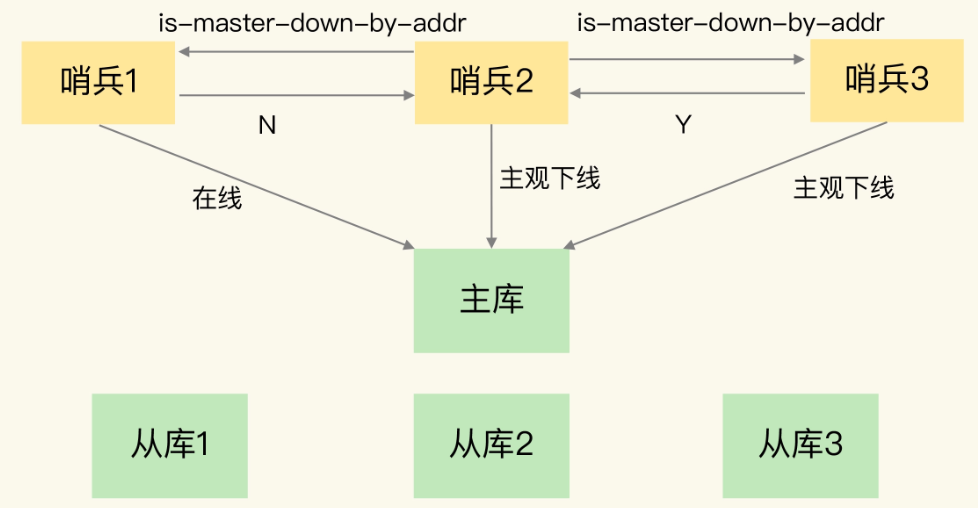 is-master-down-by-addr
is-master-down-by-addr
哨兵1
哨兵2
哨兵3
N
Y
在线
主观下线
主观下线
主库
从库1
从库2
从库3